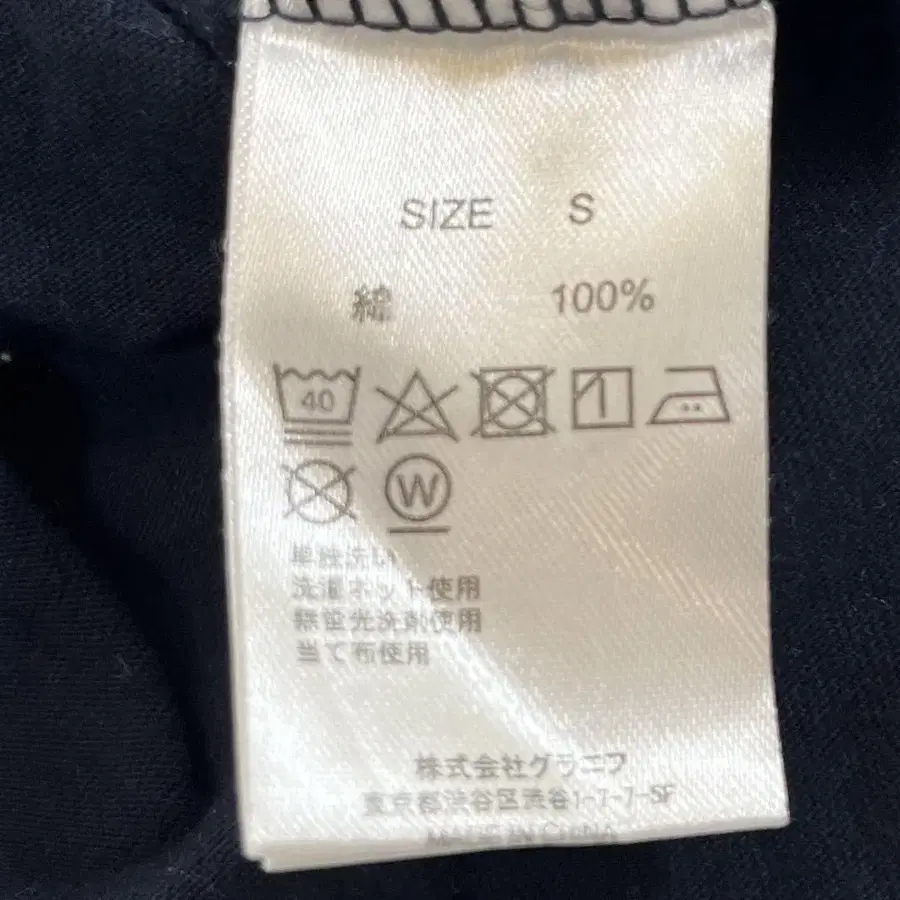 SIZE S
綿 100%
40
W
単独洗い
洗濯ネット使用
無蛍光洗剤使用
当て布使用
株式会社グラニフ
東京都渋谷区渋谷1-7-7-5F
MADE IN CHINA